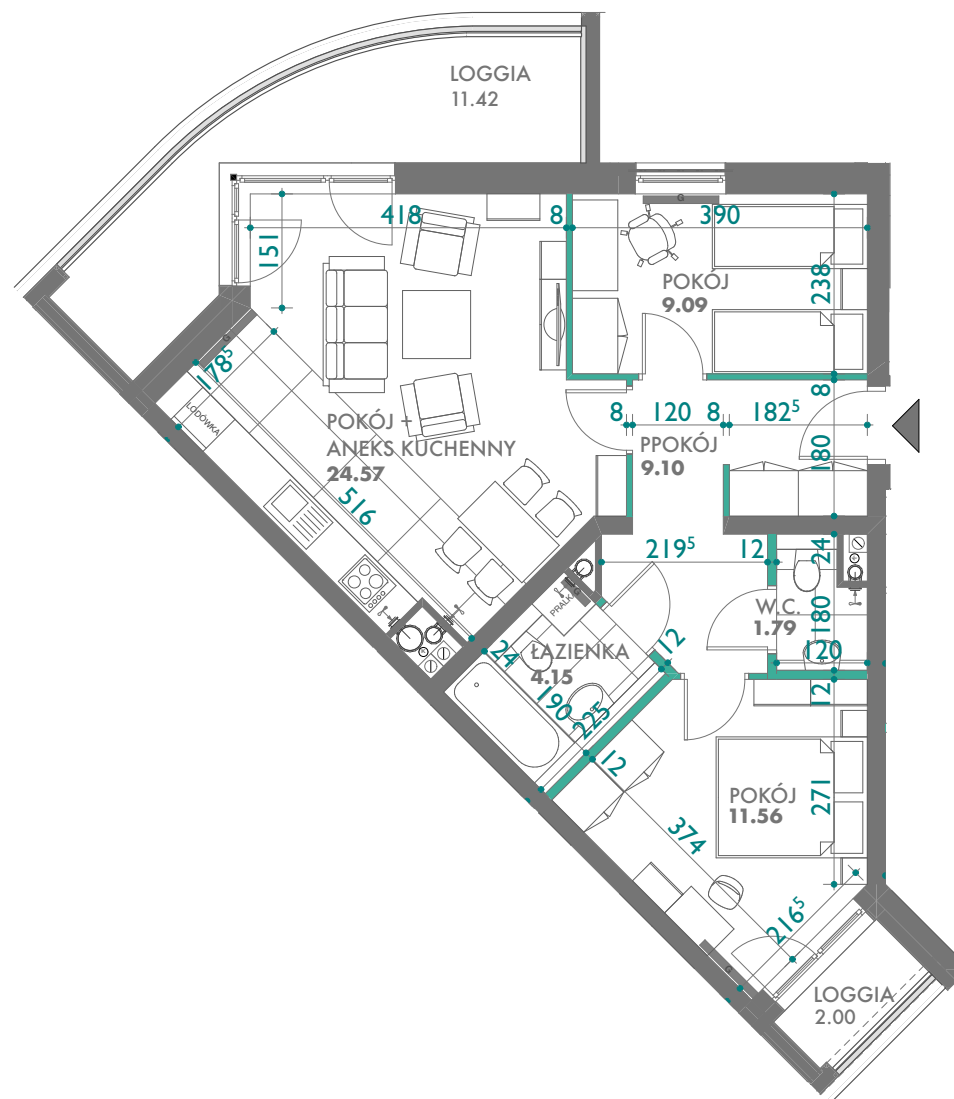 LOGGIA
11.42
G
418
8
390
151
POKÓJ
9.09
238
G
178⁵
LODÓWKA
POKÓJ +
ANEKS KUCHENNY
24.57
8
120
8
182⁵
8
PPOKÓJ
9.10
180
516
219⁵
12
24
PRALKA
G
W.C.
1.79
180
120
12
ŁAZIENKA
4.15
24
190
225
12
12
POKÓJ
11.56
271
374
216⁵
G
LOGGIA
2.00